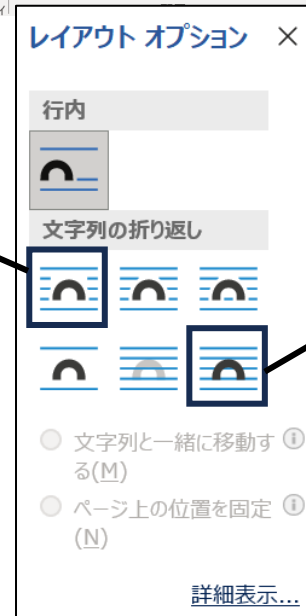 レイアウト オプション ×
行内
文字列の折り返し
文字列と一緒に移動す
る(M)
ページ上の位置を固定
(N)
詳細表示...